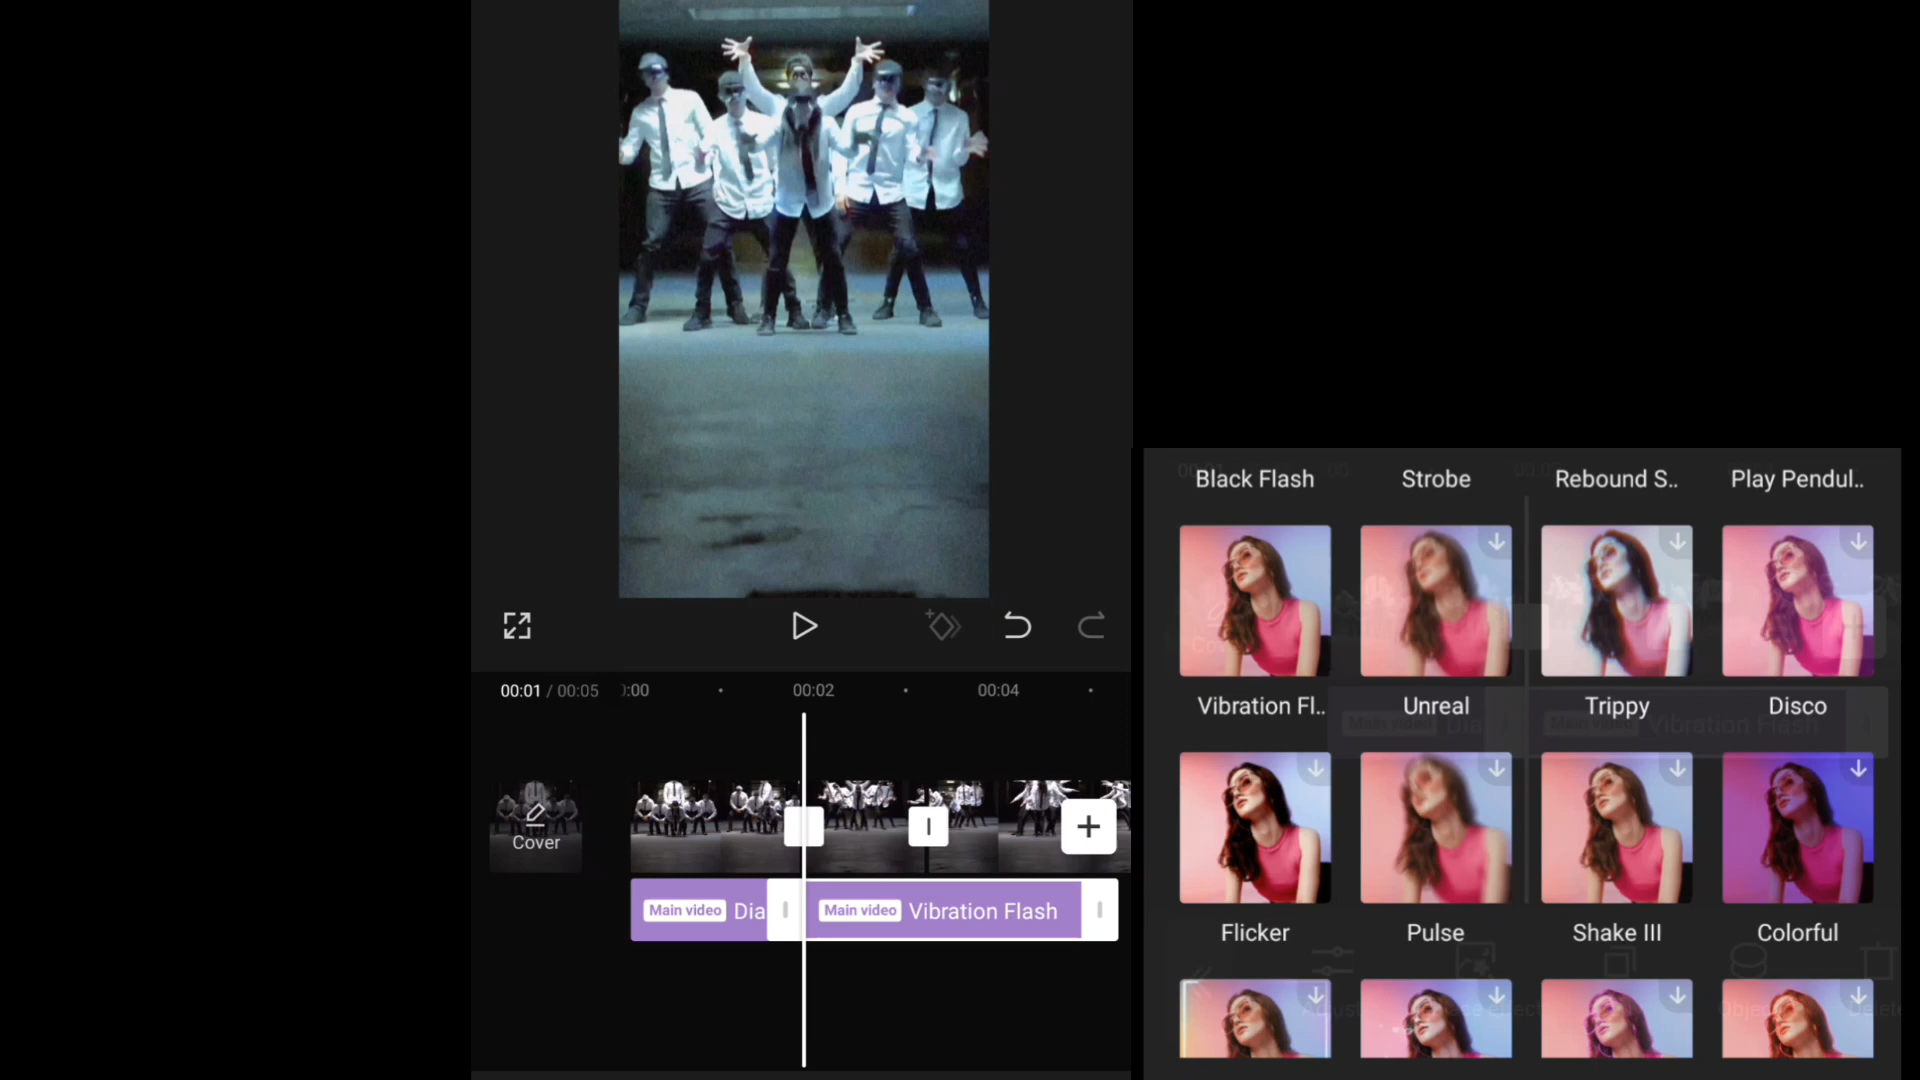 00:01 / 00:05
0:00
00:02
00:04
Cover
Main video Dia
Main video Vibration Flash
Black Flash
Strobe
Rebound S..
Play Pendul..
Vibration Fl..
Unreal
Trippy
Disco
Flicker
Pulse
Shake III
Colorful